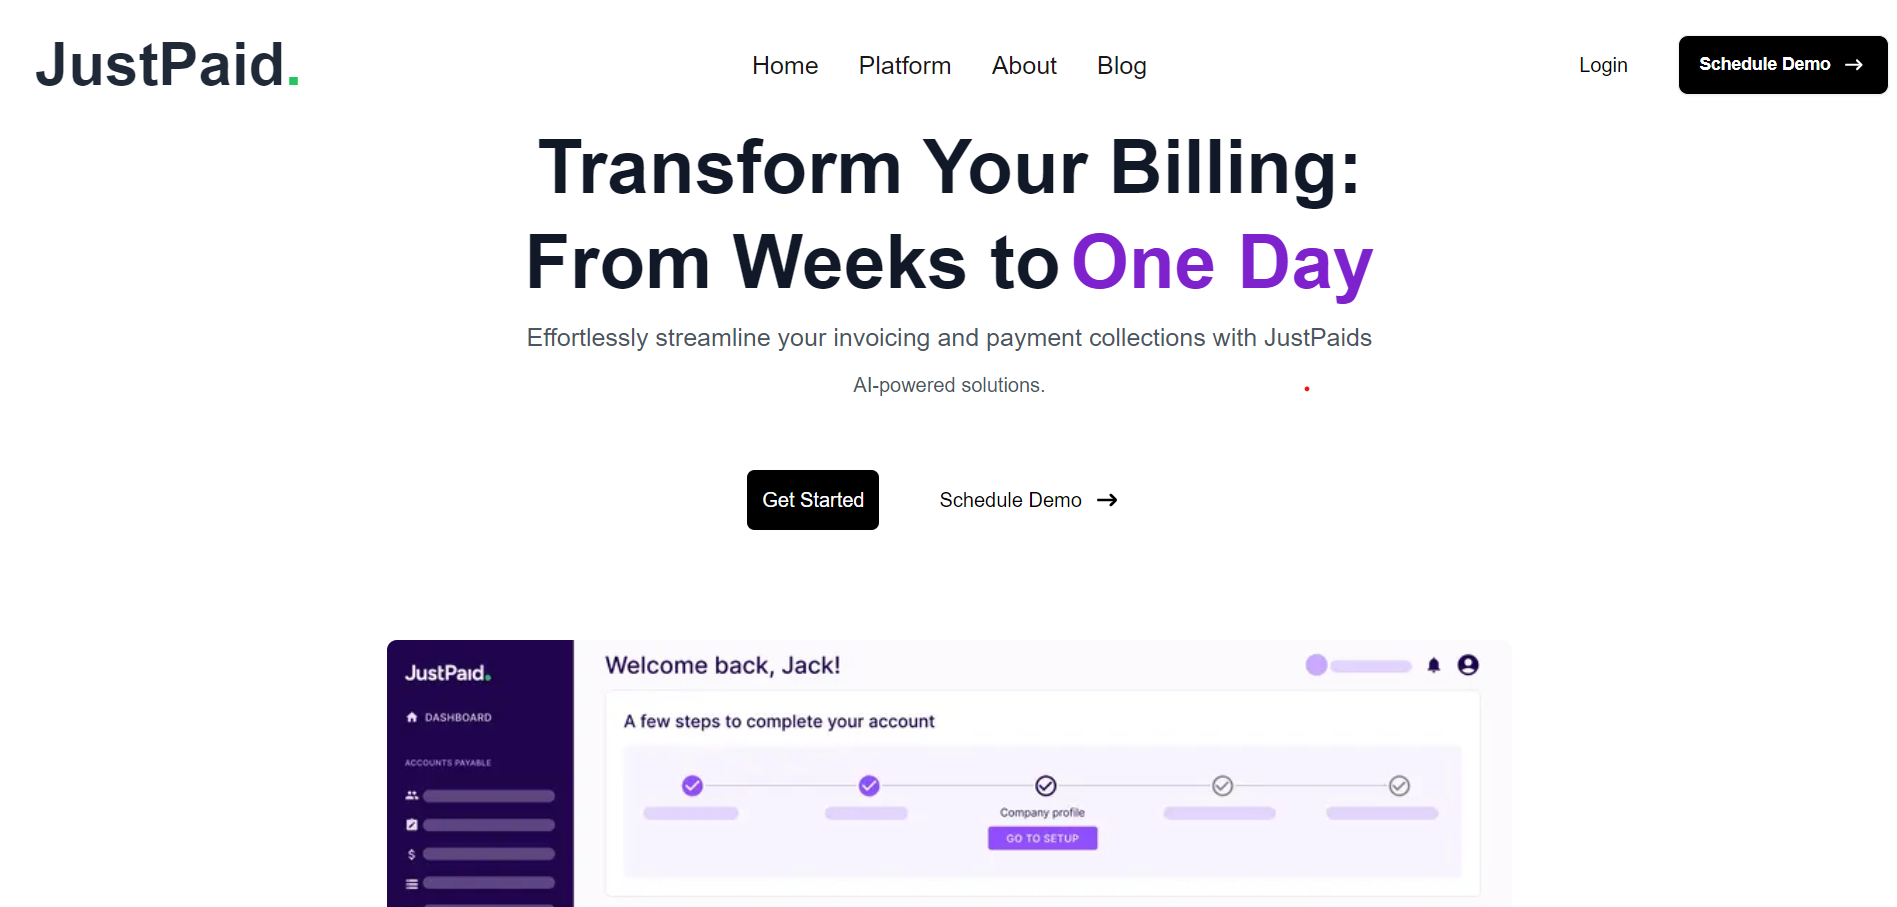 JustPaid.
Home Platform About Blog
Login
Schedule Demo
Transform Your Billing:
From Weeks to One Day
Effortlessly streamline your invoicing and payment collections with JustPaids
AI-powered solutions.
Get Started
Schedule Demo
JustPaid.
DASHBOARD
ACCOUNTS PAYABLE
Welcome back, Jack!
A few steps to complete your account
Company profile
GO TO SETUP